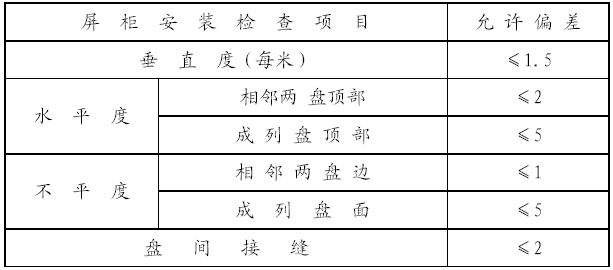 屏柜安装检查项目 允许偏差
垂直度(每米) ≤1.5
水平度 相邻两盘顶部 ≤2
成列盘顶部 ≤5
不平度 相邻两盘边 ≤1
成列盘面 ≤5
盘间接缝 ≤2